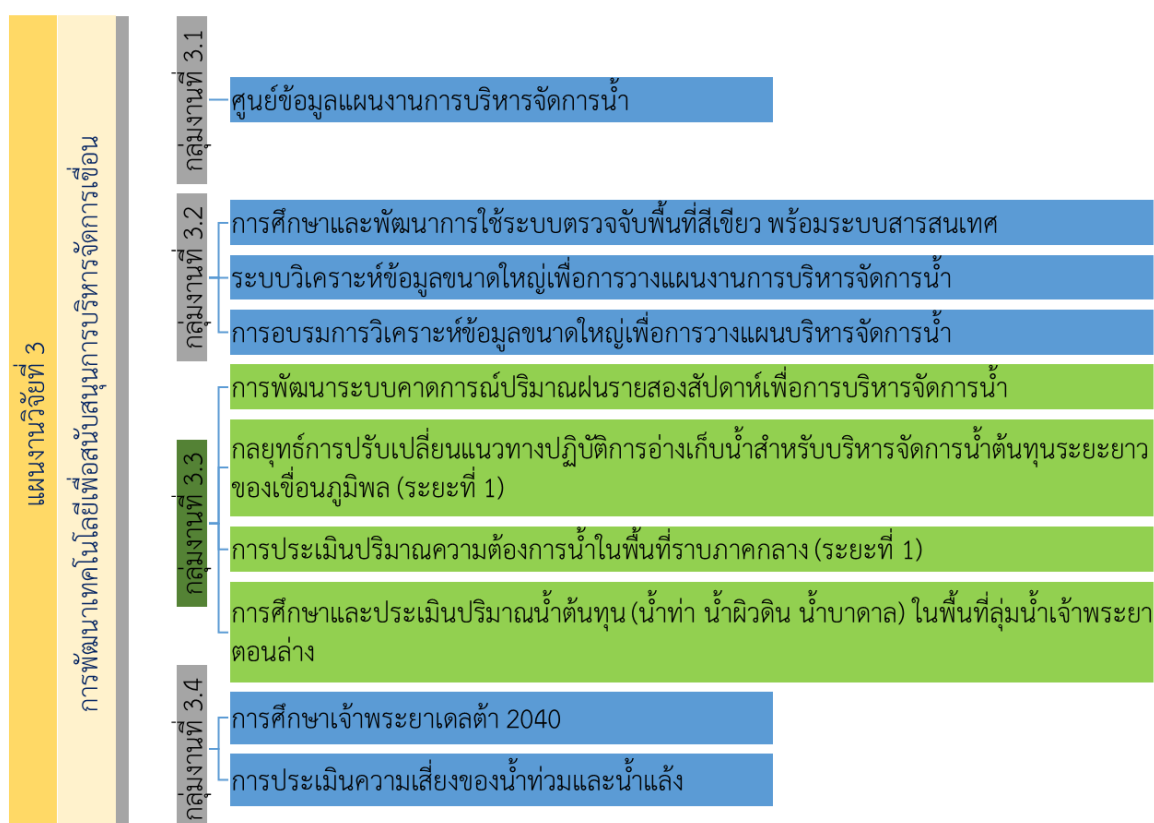 แผนงานวิจัยที่ 3
การพัฒนาเทคโนโลยีเพื่อสนับสนุนการบริหารจัดการเขื่อน
กลุ่มงานที่ 3.1
ศูนย์ข้อมูลแผนงานการบริหารจัดการน้ำ
กลุ่มงานที่ 3.2
การศึกษาและพัฒนาการใช้ระบบตรวจจับพื้นที่สีเขียว พร้อมระบบสารสนเทศ
ระบบวิเคราะห์ข้อมูลขนาดใหญ่เพื่อการวางแผนงานการบริหารจัดการน้ำ
การอบรมการวิเคราะห์ข้อมูลขนาดใหญ่เพื่อการวางแผนบริหารจัดการน้ำ
กลุ่มงานที่ 3.3
การพัฒนาระบบคาดการณ์ปริมาณฝนรายสองสัปดาห์เพื่อการบริหารจัดการน้ำ
กลยุทธ์การปรับเปลี่ยนแนวทางปฏิบัติการอ่างเก็บน้ำสำหรับบริหารจัดการน้ำต้นทุนระยะยาว
ของเขื่อนภูมิพล (ระยะที่ 1)
การประเมินปริมาณความต้องการน้ำในพื้นที่ราบภาคกลาง (ระยะที่ 1)
การศึกษาและประเมินปริมาณน้ำต้นทุน (น้ำท่า น้ำผิวดิน น้ำบาดาล) ในพื้นที่ลุ่มน้ำเจ้าพระยา
ตอนล่าง
กลุ่มงานที่ 3.4
การศึกษาเจ้าพระยาเดลต้า 2040
การประเมินความเสี่ยงของน้ำท่วมและน้ำแล้ง